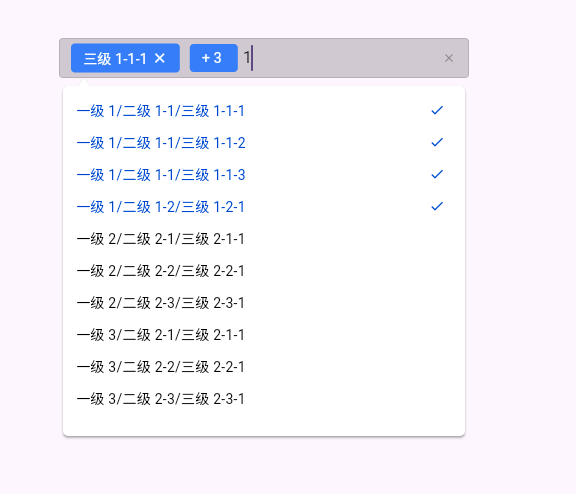 三级 1-1-1 + 3 1
一级 1/二级 1-1/三级 1-1-1
一级 1/二级 1-1/三级 1-1-2
一级 1/二级 1-1/三级 1-1-3
一级 1/二级 1-2/三级 1-2-1
一级 2/二级 2-1/三级 2-1-1
一级 2/二级 2-2/三级 2-2-1
一级 2/二级 2-3/三级 2-3-1
一级 3/二级 2-1/三级 2-1-1
一级 3/二级 2-2/三级 2-2-1
一级 3/二级 2-3/三级 2-3-1